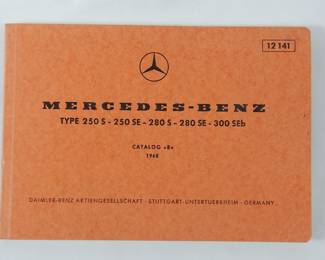 12 141
MERCEDES-BENZ
TYPE 250 S - 250 SE - 280 S - 280 SE - 300 SEb
CATALOG «B»
1968
DAIMLER-BENZ AKTIENGESELLSCHAFT · STUTTGART-UNTERTUERKHEIM · GERMANY